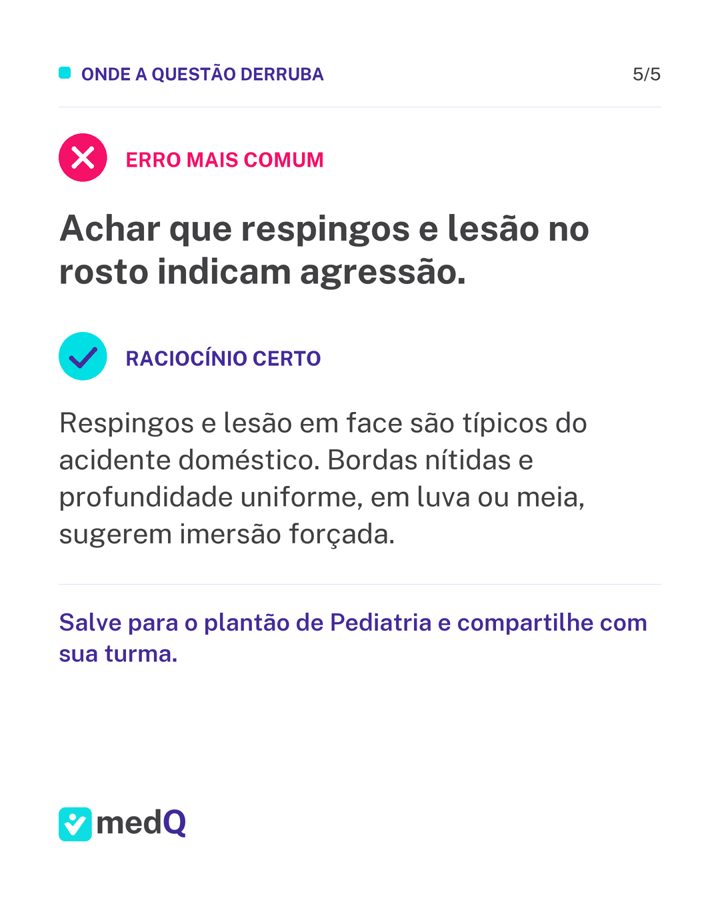 ONDE A QUESTÃO DERRUBA
5/5
ERRO MAIS COMUM
Achar que respingos e lesão no
rosto indicam agressão.
RACIOCÍNIO CERTO
Respingos e lesão em face são típicos do
acidente doméstico. Bordas nítidas e
profundidade uniforme, em luva ou meia,
sugerem imersão forçada.
Salve para o plantão de Pediatria e compartilhe com
sua turma.
medQ